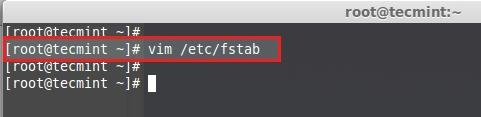 root@tecmint:~
[root@tecmint ~]#
[root@tecmint ~]# vim /etc/fstab
[root@tecmint ~]#
[root@tecmint ~]#